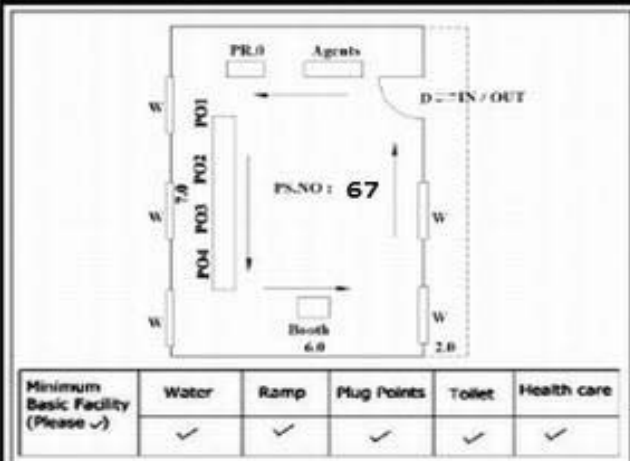 PR.0 Agents
D IN / OUT
W
PO1
PO2
PO3
PO4
7.0
PS.NO : 67
W
W
W
W
Booth
6.0
2.0
Minimum Basic Facility (Please ✓)
Water
Ramp
Plug Points
Toilet
Health care
✓ ✓ ✓ ✓ ✓